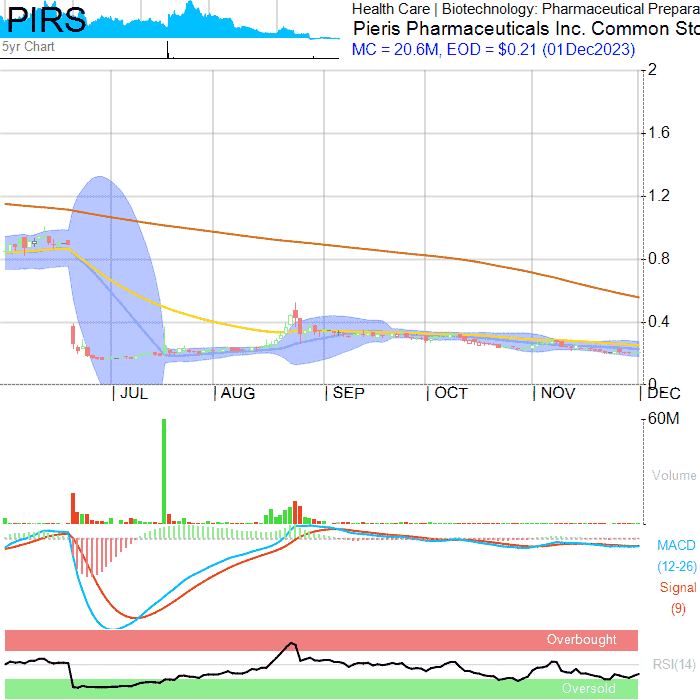 PIRS
Health Care | Biotechnology: Pharmaceutical Prepara
Pieris Pharmaceuticals Inc. Common Sto
5yr Chart
MC = 20.6M, EOD = $0.21 (01Dec2023)
2
1.6
1.2
0.8
0.4
0
JUL AUG SEP OCT NOV DEC
60M
Volume
MACD
(12-26)
Signal
(9)
Overbought
RSI(14)
Oversold